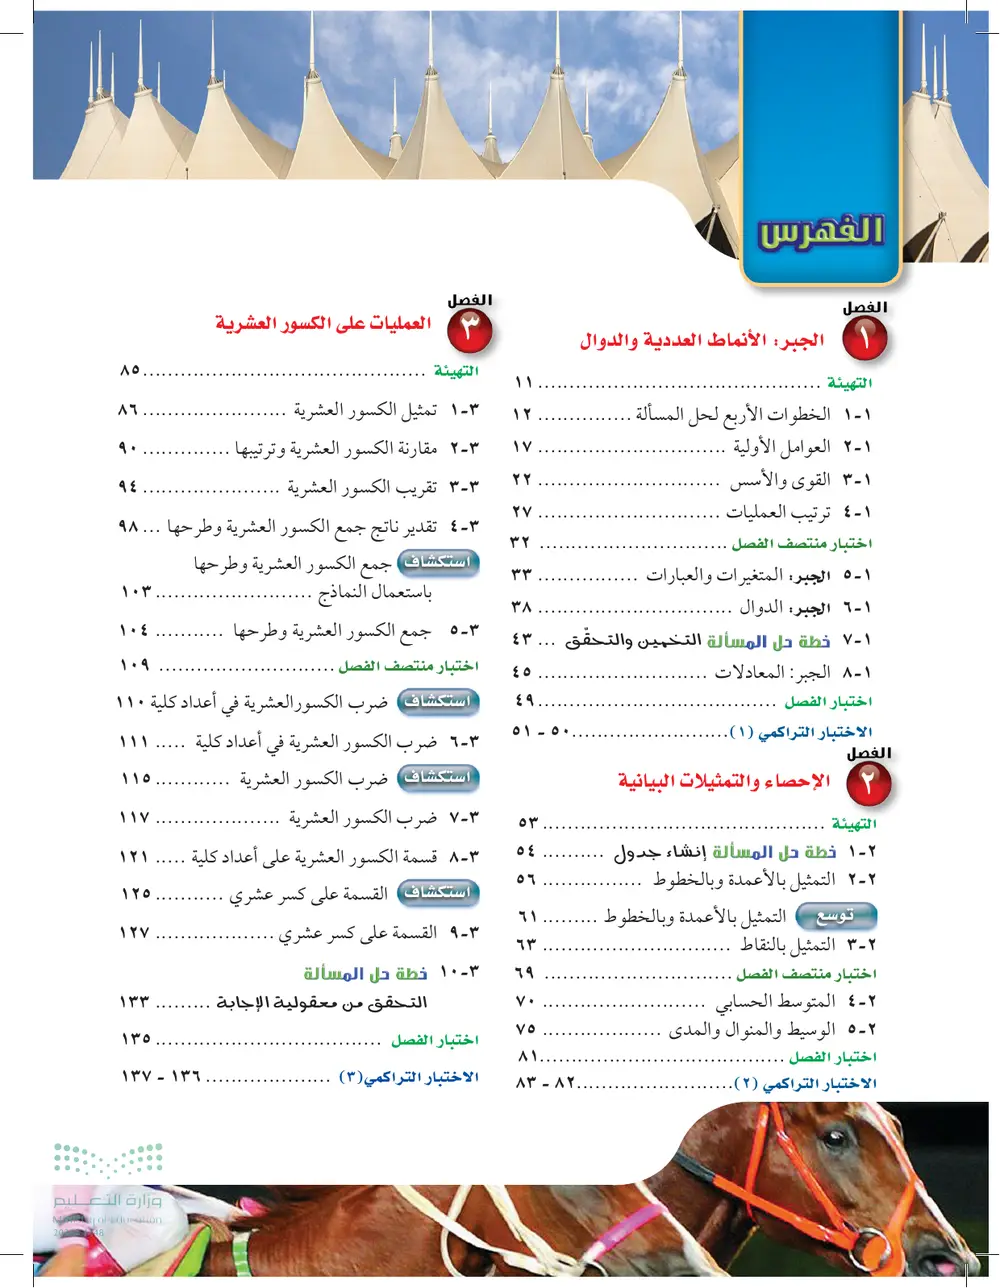 الفهرس
الفصل
١
الجبر: الأنماط العددية والدوال
التهيئة ............................................. ١١
١-١ الخطوات الأربع لحل المسألة ............... ١٢
٢-١ العوامل الأولية .............................. ١٧
٣-١ القوى والأسس ............................. ٢٢
٤-١ ترتيب العمليات ............................. ٢٧
اختبار منتصف الفصل .............................. ٣٢
٥-١ الجبر: المتغيرات والعبارات ................ ٣٣
٦-١ الجبر: الدوال ............................... ٣٨
٧-١ خطة حل المسألة التخمين والتحقّق ... ٤٣
٨-١ الجبر: المعادلات ........................... ٤٥
اختبار الفصل ...................................... ٤٩
الاختبار التراكمي (١) ......................... ٥٠ - ٥١
الفصل
٢
الإحصاء والتمثيلات البيانية
التهيئة ............................................. ٥٣
١-٢ خطة حل المسألة إنشاء جدول .......... ٥٤
٢-٢ التمثيل بالأعمدة وبالخطوط ................ ٥٦
توسع التمثيل بالأعمدة وبالخطوط ......... ٦١
٣-٢ التمثيل بالنقاط .............................. ٦٣
اختبار منتصف الفصل .............................. ٦٩
٤-٢ المتوسط الحسابي .......................... ٧٠
٥-٢ الوسيط والمنوال والمدى ................... ٧٥
اختبار الفصل ....................................... ٨١
الاختبار التراكمي (٢) ......................... ٨٢ - ٨٣
الفصل
٣
العمليات على الكسور العشرية
التهيئة ............................................. ٨٥
١-٣ تمثيل الكسور العشرية ....................... ٨٦
٢-٣ مقارنة الكسور العشرية وترتيبها .............. ٩٠
٣-٣ تقريب الكسور العشرية ...................... ٩٤
٤-٣ تقدير ناتج جمع الكسور العشرية وطرحها ... ٩٨
استكشاف جمع الكسور العشرية وطرحها
باستعمال النماذج ......................... ١٠٣
٥-٣ جمع الكسور العشرية وطرحها ........... ١٠٤
اختبار منتصف الفصل ............................ ١٠٩
استكشاف ضرب الكسورالعشرية في أعداد كلية ١١٠
٦-٣ ضرب الكسور العشرية في أعداد كلية ..... ١١١
استكشاف ضرب الكسور العشرية ............ ١١٥
٧-٣ ضرب الكسور العشرية .................... ١١٧
٨-٣ قسمة الكسور العشرية على أعداد كلية ..... ١٢١
استكشاف القسمة على كسر عشري ........... ١٢٥
٩-٣ القسمة على كسر عشري ................... ١٢٧
١٠-٣ خطة حل المسألة
التحقق من معقولية الإجابة ......... ١٣٣
اختبار الفصل .................................... ١٣٥
الاختبار التراكمي(٣) .................... ١٣٦ - ١٣٧
وزارة التعليم
Ministry of Education